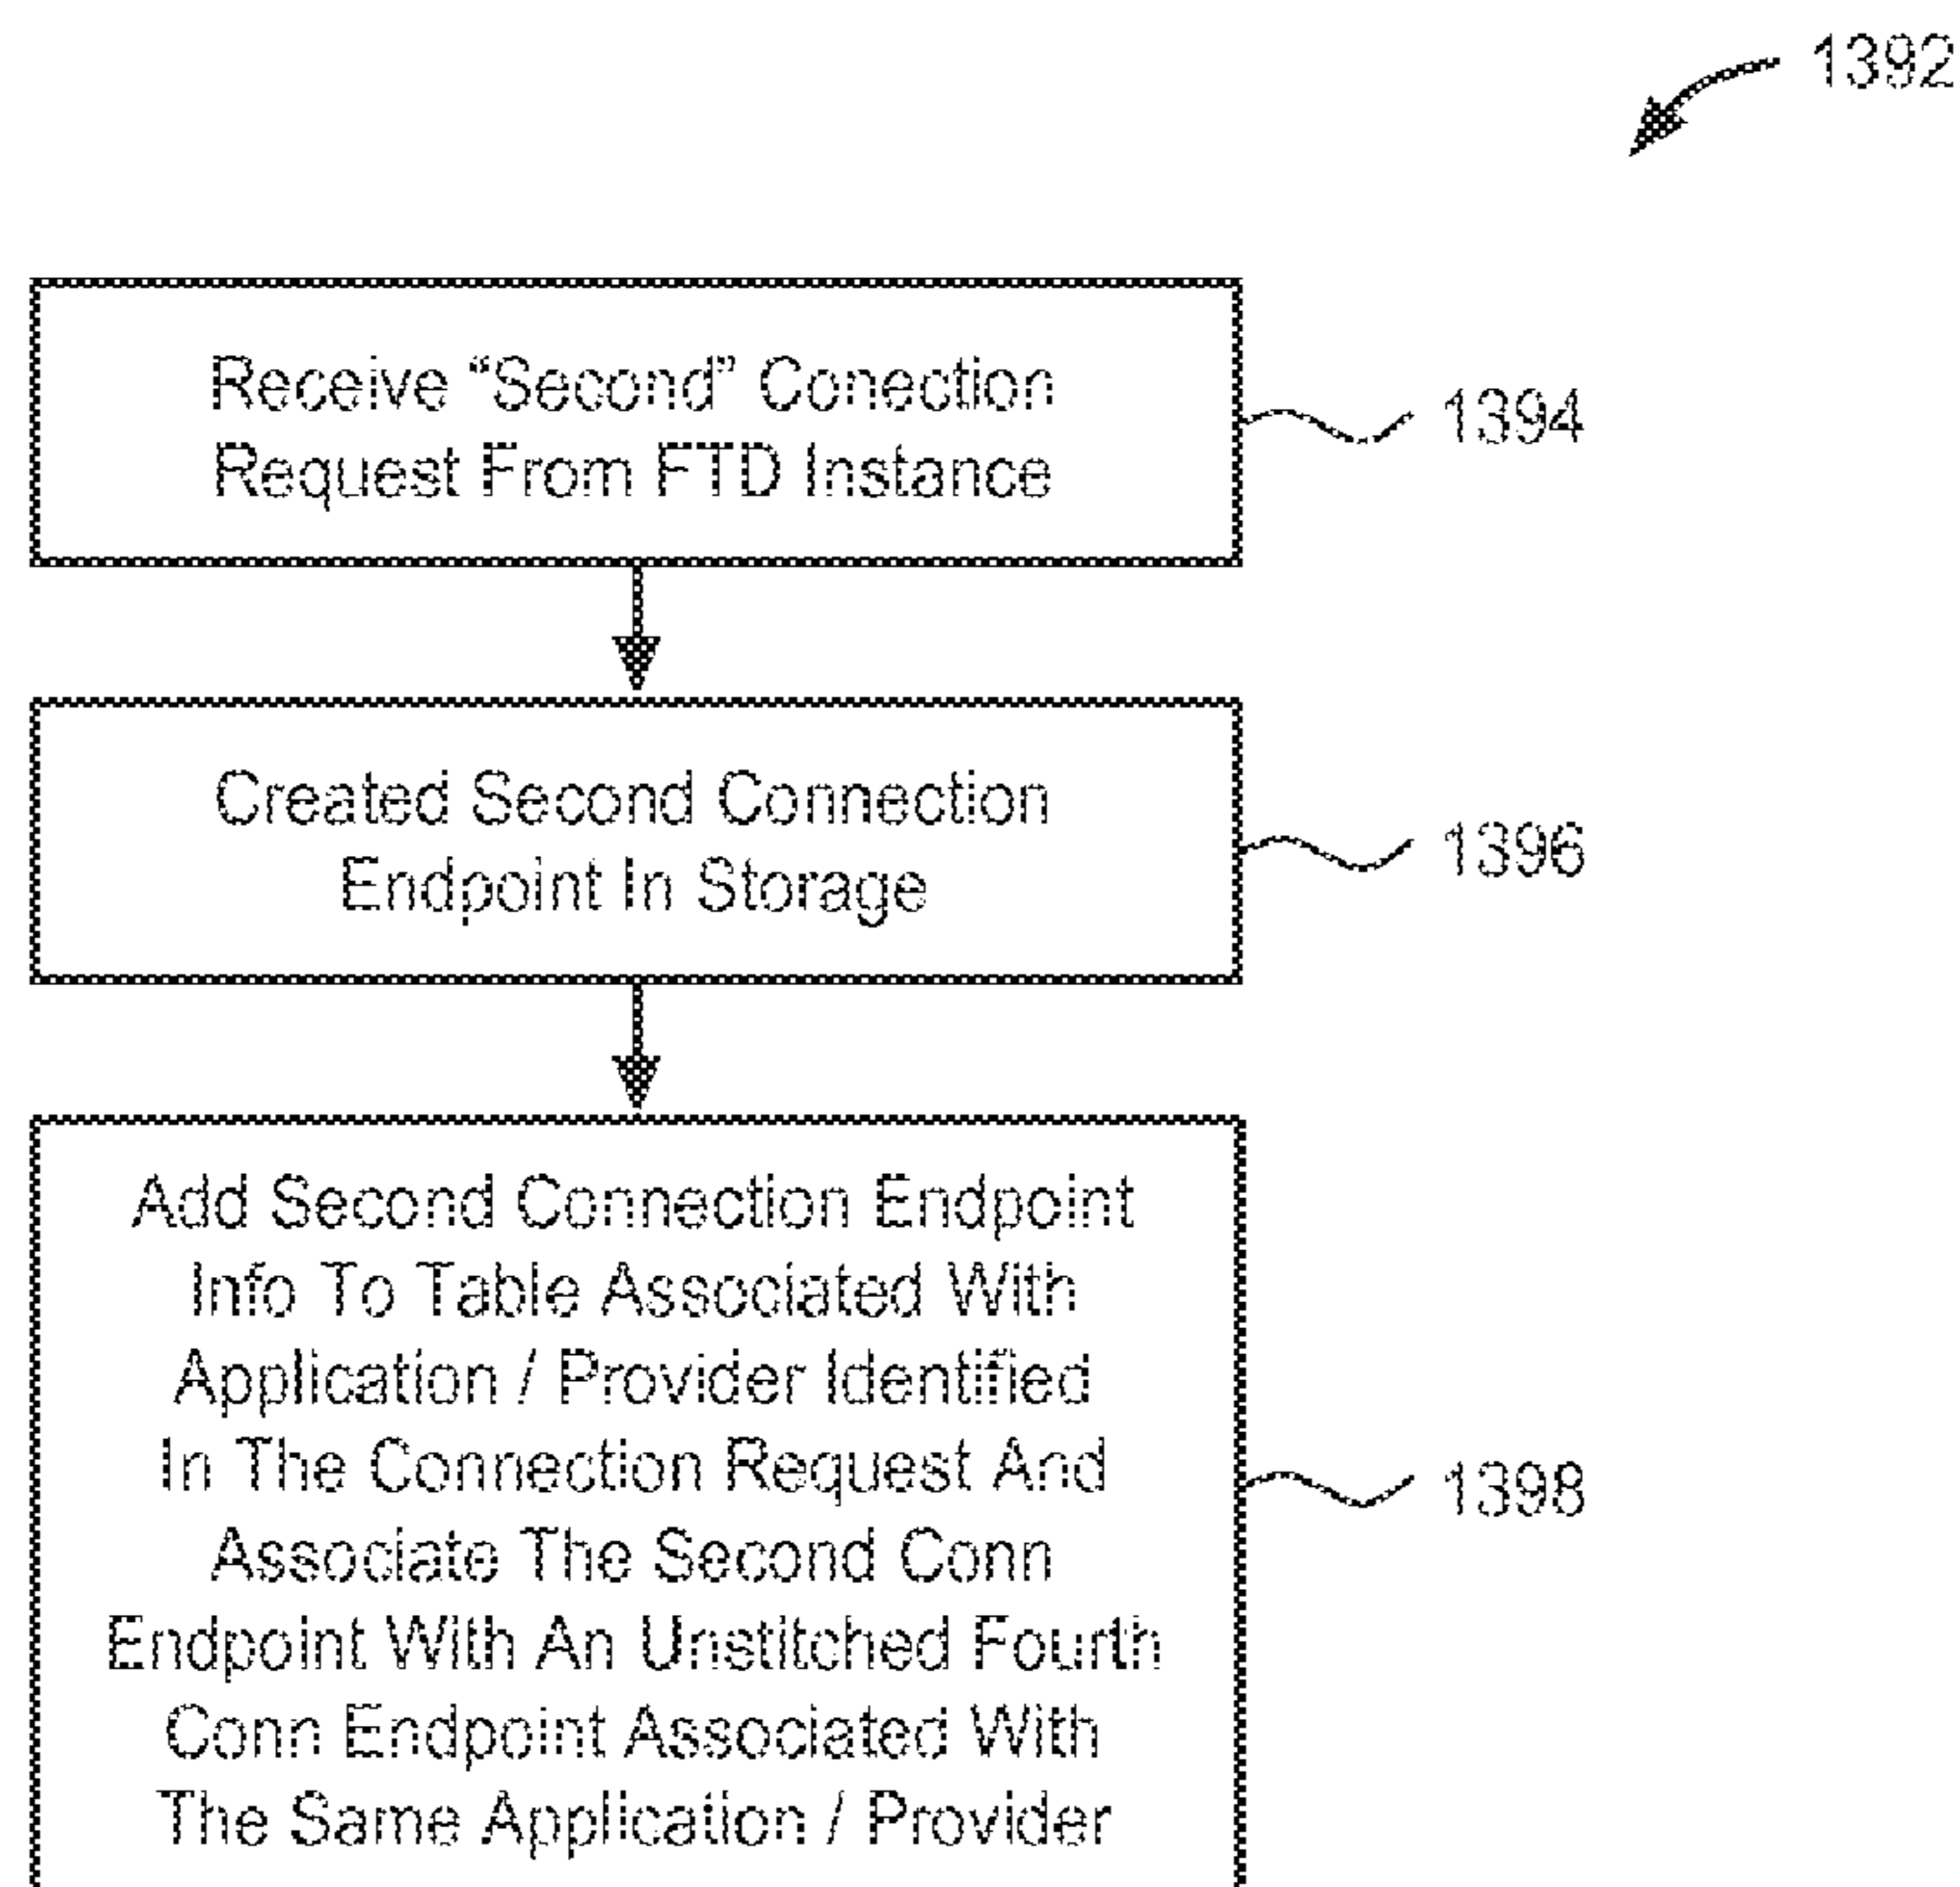 1392
Receive “Second” Conection
Request From FTD Instance
1394
Created Second Connection
Endpoint In Storage
1396
Add Second Connection Endpoint
Info To Table Associated With
Application / Provider Identified
In The Connection Request And
Associate The Second Conn
Endpoint With An Unstitched Fourth
Conn Endpoint Associated With
The Same Application / Provider
1398